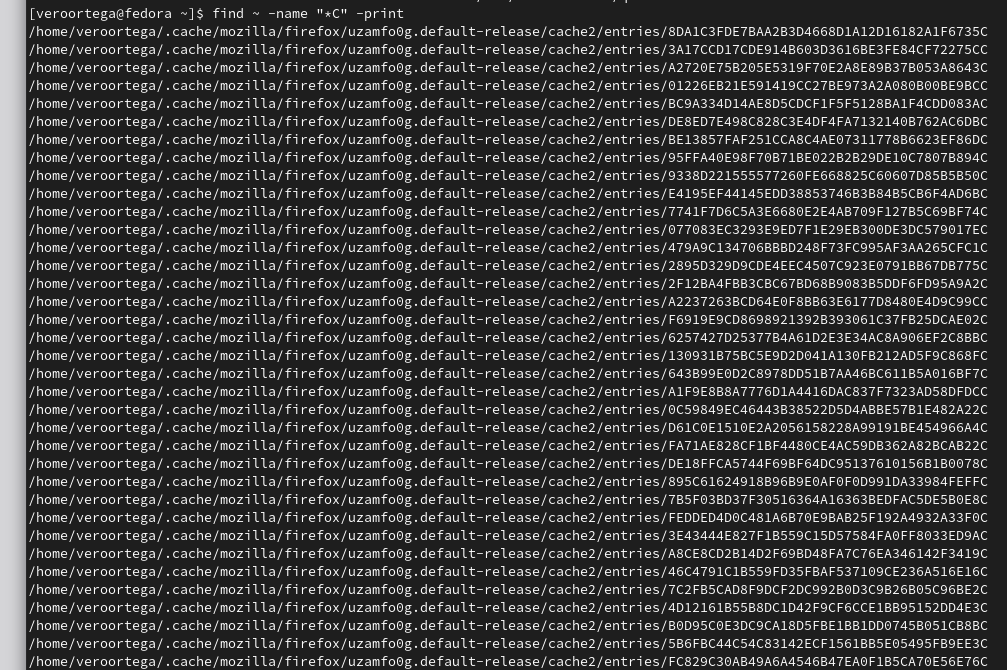 [veroortega@fedora ~]$ find ~ -name "*C" -print
/home/veroortega/.cache/mozilla/firefox/uzamfo0g.default-release/cache2/entries/8DA1C3FDE7BAA2B3D4668D1A12D16182A1F6735C
/home/veroortega/.cache/mozilla/firefox/uzamfo0g.default-release/cache2/entries/3A17CCD17CDE914B603D3616BE3FE84CF72275CC
/home/veroortega/.cache/mozilla/firefox/uzamfo0g.default-release/cache2/entries/A2720E75B205E5319F70E2A8E89B37B053A8643C
/home/veroortega/.cache/mozilla/firefox/uzamfo0g.default-release/cache2/entries/01226EB21E591419CC27BE973A2A080B00BE9BCC
/home/veroortega/.cache/mozilla/firefox/uzamfo0g.default-release/cache2/entries/BC9A334D14AE8D5CDCF1F5F5128BA1F4CDD083AC
/home/veroortega/.cache/mozilla/firefox/uzamfo0g.default-release/cache2/entries/DE8ED7E498C828C3E4DF4FA7132140B762AC6DBC
/home/veroortega/.cache/mozilla/firefox/uzamfo0g.default-release/cache2/entries/BE13857FAF251CCA8C4AE07311778B6623EF86DC
/home/veroortega/.cache/mozilla/firefox/uzamfo0g.default-release/cache2/entries/95FFA40E98F70B71BE022B2B29DE10C7807B894C
/home/veroortega/.cache/mozilla/firefox/uzamfo0g.default-release/cache2/entries/9338D221555577260FE668825C60607D85B5B50C
/home/veroortega/.cache/mozilla/firefox/uzamfo0g.default-release/cache2/entries/E4195EF44145EDD38853746B3B84B5CB6F4AD6BC
/home/veroortega/.cache/mozilla/firefox/uzamfo0g.default-release/cache2/entries/7741F7D6C5A3E6680E2E4AB709F127B5C69BF74C
/home/veroortega/.cache/mozilla/firefox/uzamfo0g.default-release/cache2/entries/077083EC3293E9ED7F1E29EB300DE3DC579017EC
/home/veroortega/.cache/mozilla/firefox/uzamfo0g.default-release/cache2/entries/479A9C134706BBBD248F73FC995AF3AA265CFC1C
/home/veroortega/.cache/mozilla/firefox/uzamfo0g.default-release/cache2/entries/2895D329D9CDE4EEC4507C923E0791BB67DB775C
/home/veroortega/.cache/mozilla/firefox/uzamfo0g.default-release/cache2/entries/2F12BA4FBB3CBC67BD68B9083B5DDF6FD95A9A2C
/home/veroortega/.cache/mozilla/firefox/uzamfo0g.default-release/cache2/entries/A2237263BCD64E0F8BB63E6177D8480E4D9C99CC
/home/veroortega/.cache/mozilla/firefox/uzamfo0g.default-release/cache2/entries/F6919E9CD8698921392B393061C37FB25DCAE02C
/home/veroortega/.cache/mozilla/firefox/uzamfo0g.default-release/cache2/entries/6257427D25377B4A61D2E3E34AC8A906EF2C8BBC
/home/veroortega/.cache/mozilla/firefox/uzamfo0g.default-release/cache2/entries/130931B75BC5E9D2D041A130FB212AD5F9C868FC
/home/veroortega/.cache/mozilla/firefox/uzamfo0g.default-release/cache2/entries/643B99E0D2C8978DD51B7AA46BC611B5A016BF7C
/home/veroortega/.cache/mozilla/firefox/uzamfo0g.default-release/cache2/entries/A1F9E8B8A7776D1A4416DAC837F7323AD58DFDCC
/home/veroortega/.cache/mozilla/firefox/uzamfo0g.default-release/cache2/entries/0C59849EC46443B38522D5D4ABBE57B1E482A22C
/home/veroortega/.cache/mozilla/firefox/uzamfo0g.default-release/cache2/entries/D61C0E1510E2A2056158228A99191BE454966A4C
/home/veroortega/.cache/mozilla/firefox/uzamfo0g.default-release/cache2/entries/FA71AE828CF1BF4480CE4AC59DB362A82BCAB22C
/home/veroortega/.cache/mozilla/firefox/uzamfo0g.default-release/cache2/entries/DE18FFCA5744F69BF64DC95137610156B1B0078C
/home/veroortega/.cache/mozilla/firefox/uzamfo0g.default-release/cache2/entries/895C61624918B96B9E0AF0F0D991DA33984FEFFC
/home/veroortega/.cache/mozilla/firefox/uzamfo0g.default-release/cache2/entries/7B5F03BD37F30516364A16363BEDFAC5DE5B0E8C
/home/veroortega/.cache/mozilla/firefox/uzamfo0g.default-release/cache2/entries/FEDDED4D0C481A6B70E9BAB25F192A4932A33F0C
/home/veroortega/.cache/mozilla/firefox/uzamfo0g.default-release/cache2/entries/3E43444E827F1B559C15D57584FA0FF8033ED9AC
/home/veroortega/.cache/mozilla/firefox/uzamfo0g.default-release/cache2/entries/A8CE8CD2B14D2F69BD48FA7C76EA346142F3419C
/home/veroortega/.cache/mozilla/firefox/uzamfo0g.default-release/cache2/entries/46C4791C1B559FD35FBAF537109CE236A516E16C
/home/veroortega/.cache/mozilla/firefox/uzamfo0g.default-release/cache2/entries/7C2FB5CAD8F9DCF2DC992B0D3C9B26B05C96BE2C
/home/veroortega/.cache/mozilla/firefox/uzamfo0g.default-release/cache2/entries/4D12161B55B8DC1D42F9CF6CCE1BB95152DD4E3C
/home/veroortega/.cache/mozilla/firefox/uzamfo0g.default-release/cache2/entries/B0D95C0E3DC9CA18D5FBE1BB1DD0745B051CB8BC
/home/veroortega/.cache/mozilla/firefox/uzamfo0g.default-release/cache2/entries/5B6FBC44C54C83142ECF1561BB5E05495FB9EE3C
/home/veroortega/.cache/mozilla/firefox/uzamfo0g.default-release/cache2/entries/FC829C30AB49A6A4546B47EA0F1B5CA70E56E76C